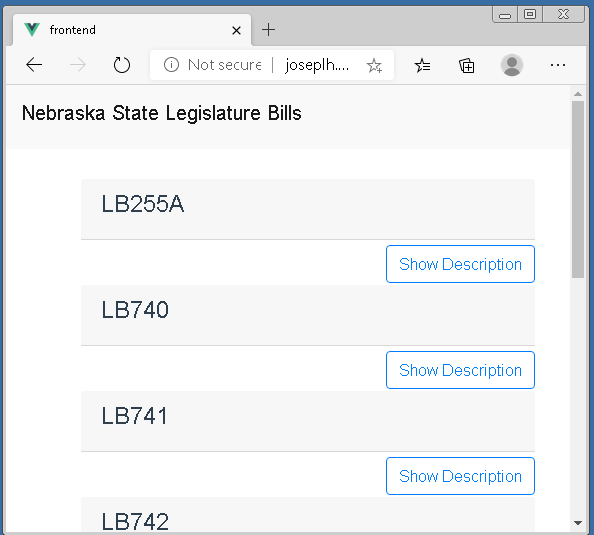 frontend
Not secure | joseplh....
Nebraska State Legislature Bills
LB255A
Show Description
LB740
Show Description
LB741
Show Description
LB742